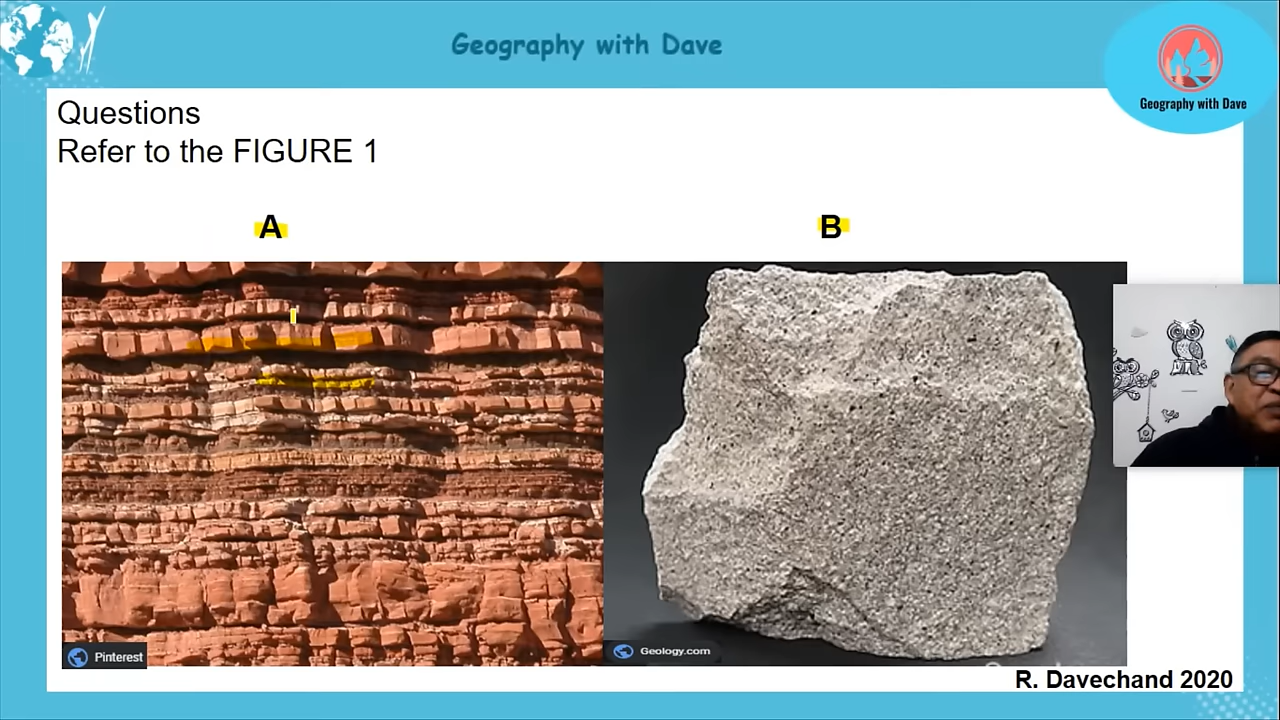 Geography with Dave
Geography with Dave
Questions
Refer to the FIGURE 1
A
B
Pinterest
Geology.com
R. Davechand 2020